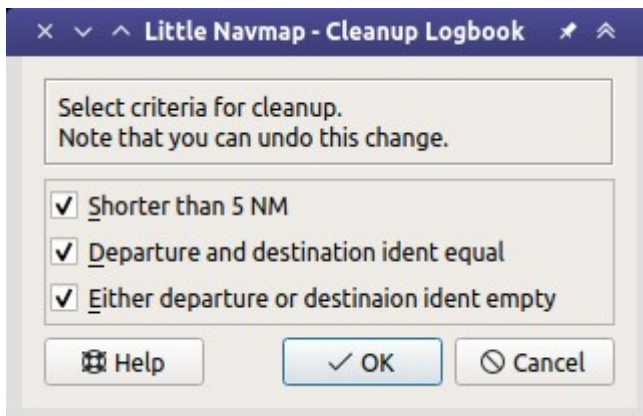 Little Navmap - Cleanup Logbook
Select criteria for cleanup.
Note that you can undo this change.
Shorter than 5 NM
Departure and destination ident equal
Either departure or destinaion ident empty
Help
OK
Cancel